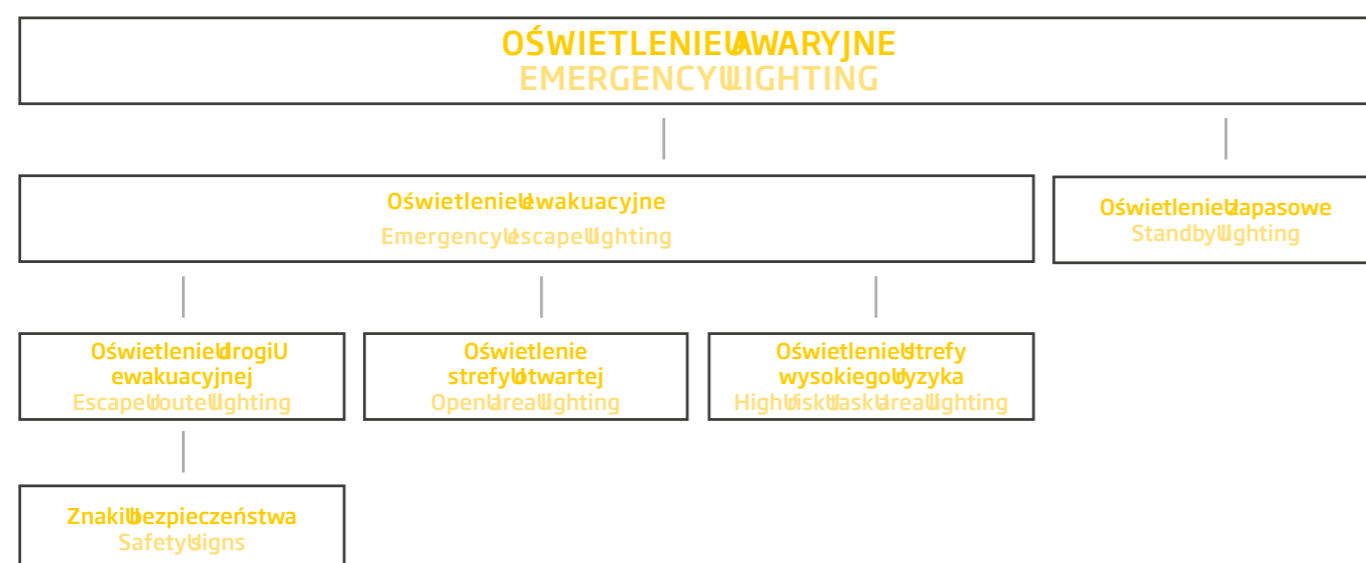 OŚWIETLENIE AWARYJNE
EMERGENCY LIGHTING
Oświetlenie ewakuacyjne
Emergency escape lighting
Oświetlenie zapasowe
Standby lighting
Oświetlenie drogi
ewakuacyjnej
Escape route lighting
Oświetlenie
strefy otwartej
Open area lighting
Oświetlenie strefy
wysokiego ryzyka
High risk task area lighting
Znaki bezpieczeństwa
Safety signs